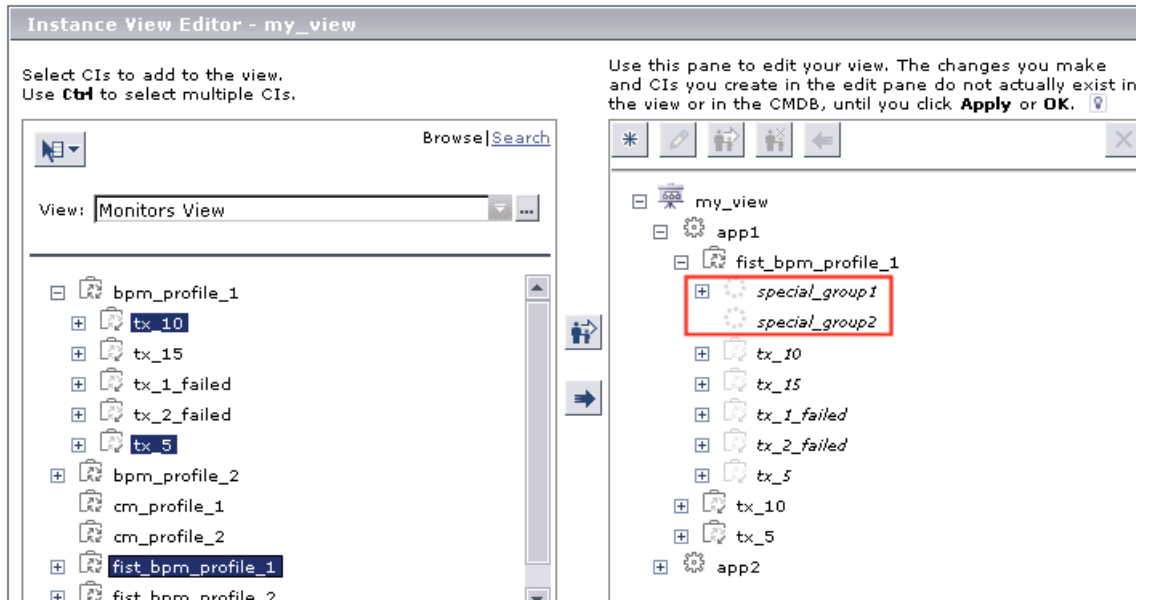 Instance View Editor - my_view
Select CIs to add to the view.
Use Ctrl to select multiple CIs.
Browse|Search
View: Monitors View
...
bpm_profile_1
tx_10
tx_15
tx_1_failed
tx_2_failed
tx_5
bpm_profile_2
cm_profile_1
cm_profile_2
fist_bpm_profile_1
fist_bpm_profile_2
Use this pane to edit your view. The changes you make
and CIs you create in the edit pane do not actually exist in
the view or in the CMDB, until you click Apply or OK.
my_view
app1
fist_bpm_profile_1
special_group1
special_group2
tx_10
tx_15
tx_1_failed
tx_2_failed
tx_5
tx_10
tx_5
app2